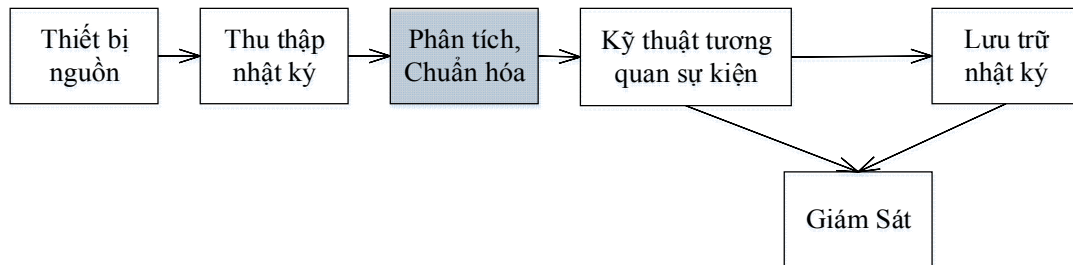 Thiết bị
nguồn
Thu thập
nhật ký
Phân tích,
Chuẩn hóa
Kỹ thuật tương
quan sự kiện
Lưu trữ
nhật ký
Giám Sát